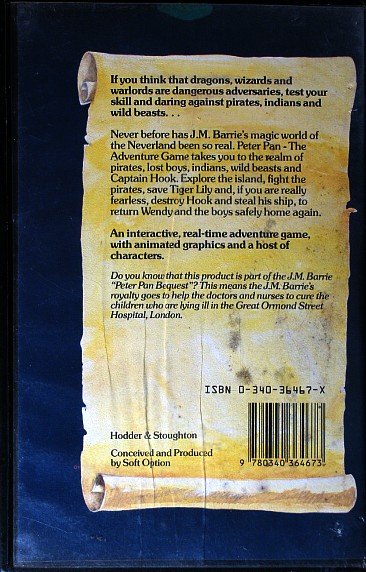 If you think that dragons, wizards and
warlords are dangerous adversaries, test your
skill and daring against pirates, indians and
wild beasts. . .
Never before has J.M. Barrie's magic world of
the Neverland been so real. Peter Pan - The
Adventure Game takes you to the realm of
pirates, lost boys, indians, wild beasts and
Captain Hook. Explore the island, fight the
pirates, save Tiger Lily and, if you are really
fearless, destroy Hook and steal his ship, to
return Wendy and the boys safely home again.
An interactive, real-time adventure game,
with animated graphics and a host of
characters.
Do you know that this product is part of the J.M. Barrie
"Peter Pan Bequest"? This means the J.M. Barrie's
royalty goes to help the doctors and nurses to cure the
children who are lying ill in the Great Ormond Street
Hospital, London.
ISBN 0-340-36467-X
Hodder & Stoughton
Conceived and Produced
by Soft Option
9 780340 364673